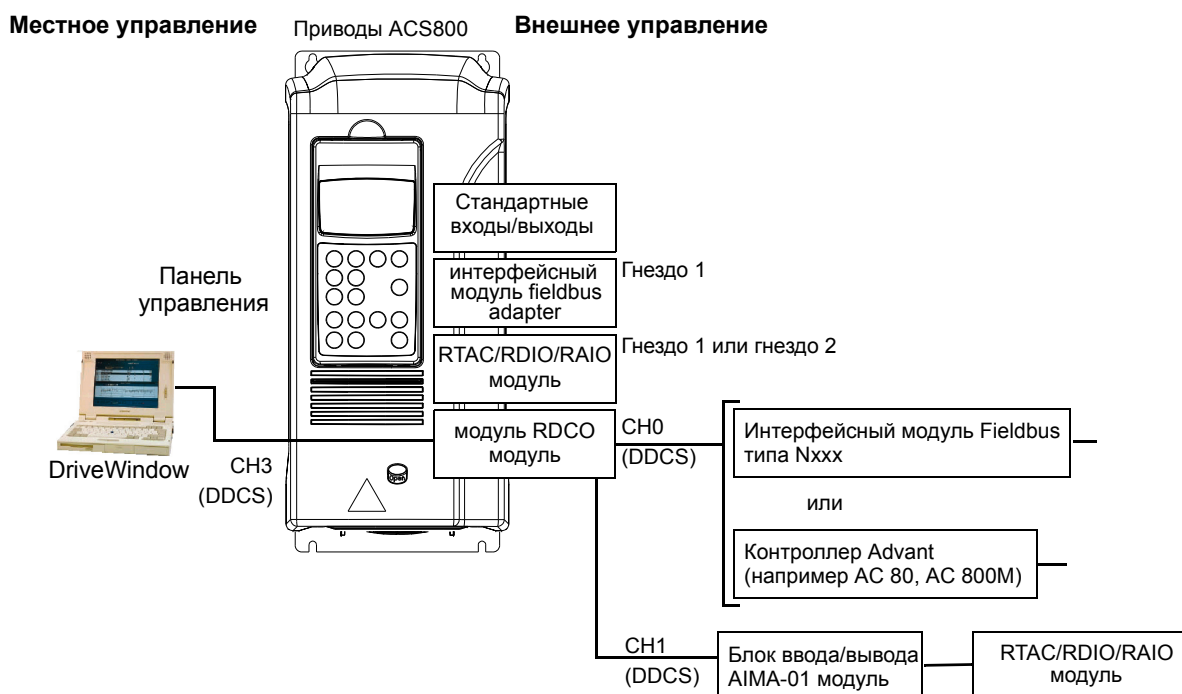 Местное управление
Приводы ACS800
Внешнее управление
Стандартные
входы/выходы
Панель
управления
интерфейсный
модуль fieldbus
adapter
Гнездо 1
RTAC/RDIO/RAIO
модуль
Гнездо 1 или гнездо 2
модуль RDCO
модуль
CH0
(DDCS)
Интерфейсный модуль Fieldbus
типа Nxxx
DriveWindow
CH3
(DDCS)
Open
или
Контроллер Advant
(например AC 80, AC 800M)
CH1
(DDCS)
Блок ввода/вывода
AIMA-01 модуль
RTAC/RDIO/RAIO
модуль